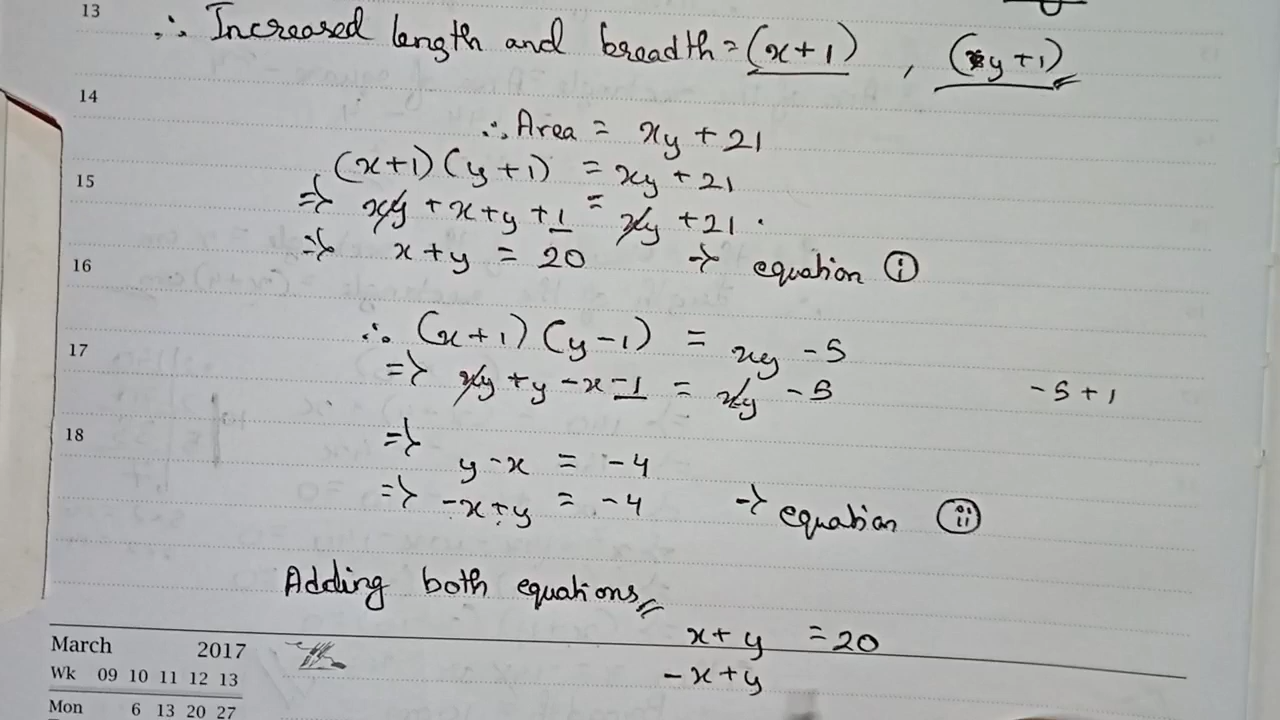 13
∴ Increased length and breadth = (x+1) , (y+1)
14
∴ Area = xy + 21
(x+1) (y+1) = xy + 21
15
=> xy + x + y + 1 = xy + 21 .
=> x + y = 20 -> equation (i)
16
∴ (x+1) (y-1) = xy - 5
17
=> xy + y - x - 1 = xy - 5 -5+1
18
=> y - x = -4
=> -x + y = -4 -> equation (ii)
Adding both equations,,
x + y = 20
-x + y
March 2017
Wk 09 10 11 12 13
Mon 6 13 20 27